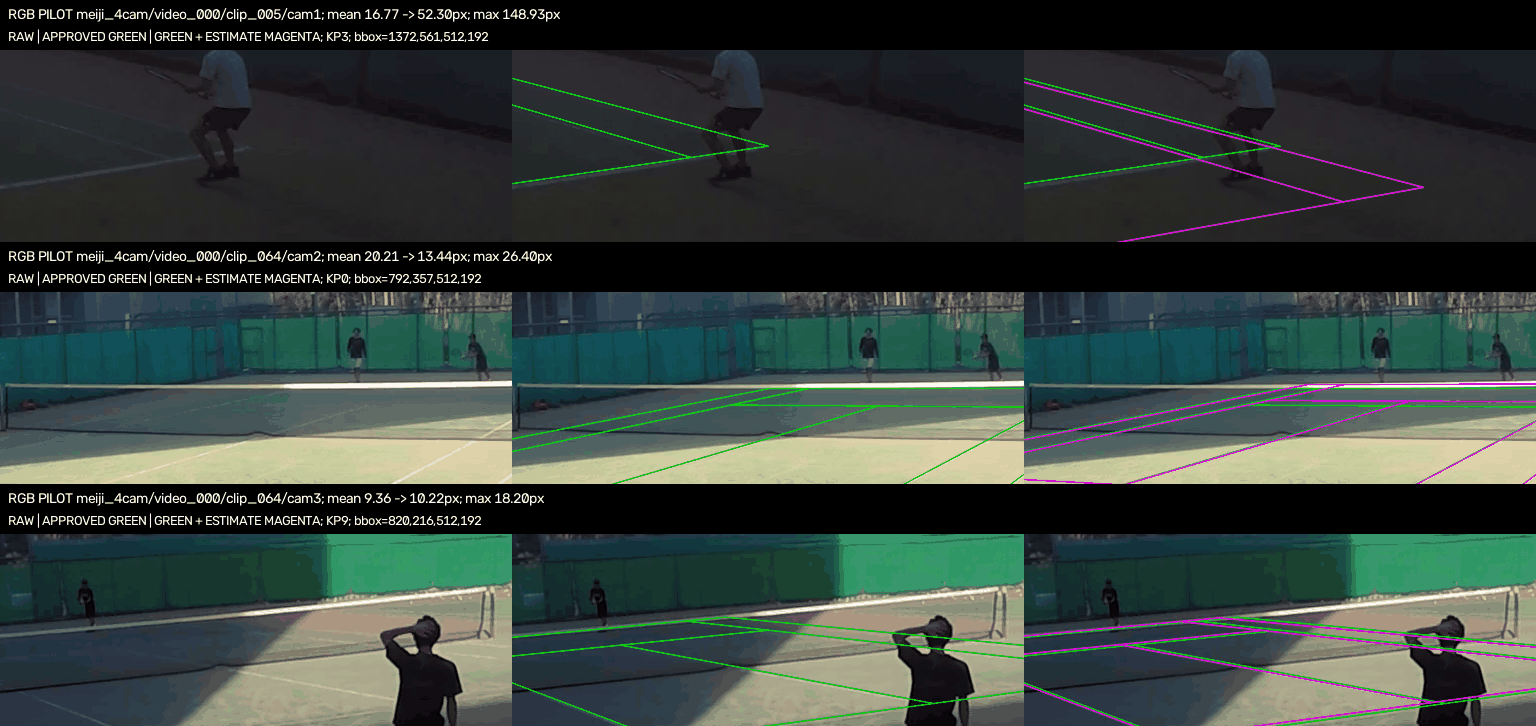 RGB PILOT meiji_4cam/video_000/clip_005/cam1; mean 16.77 -> 52.30px; max 148.93px
RAW | APPROVED GREEN | GREEN + ESTIMATE MAGENTA; KP3; bbox=1372,561,512,192
RGB PILOT meiji_4cam/video_000/clip_064/cam2; mean 20.21 -> 13.44px; max 26.40px
RAW | APPROVED GREEN | GREEN + ESTIMATE MAGENTA; KP0; bbox=792,357,512,192
RGB PILOT meiji_4cam/video_000/clip_064/cam3; mean 9.36 -> 10.22px; max 18.20px
RAW | APPROVED GREEN | GREEN + ESTIMATE MAGENTA; KP9; bbox=820,216,512,192